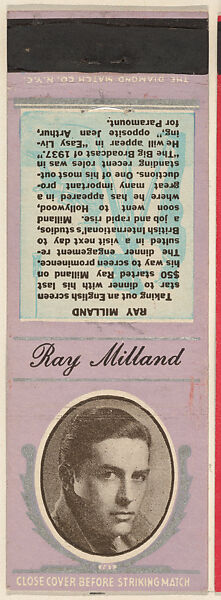 THE DIAMOND MATCH CO. N.Y.C.
RAY MILLAND
Taking out an English screen
star to dinner with his last
$50 started Ray Milland on
his way to screen prominence.
The dinner engagement re-
sulted in a visit next day to
British International's studios,
a job and rapid rise. Milland
soon went to Hollywood,
where he has appeared in a
great many important pro-
ductions. One of his most out-
standing recent roles was in
"The Big Broadcast of 1937."
He will appear in "Easy Liv-
ing," opposite Jean Arthur,
for Paramount.
Ray Milland
CLOSE COVER BEFORE STRIKING MATCH